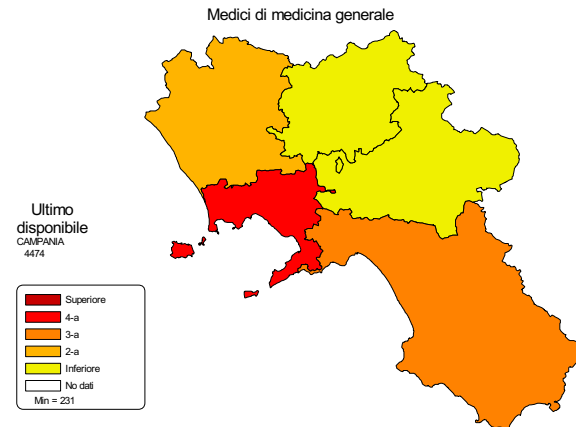 Medici di medicina generale
Ultimo
disponibile
CAMPANIA
4474
Superiore
4-a
3-a
2-a
Inferiore
No dati
Min = 231